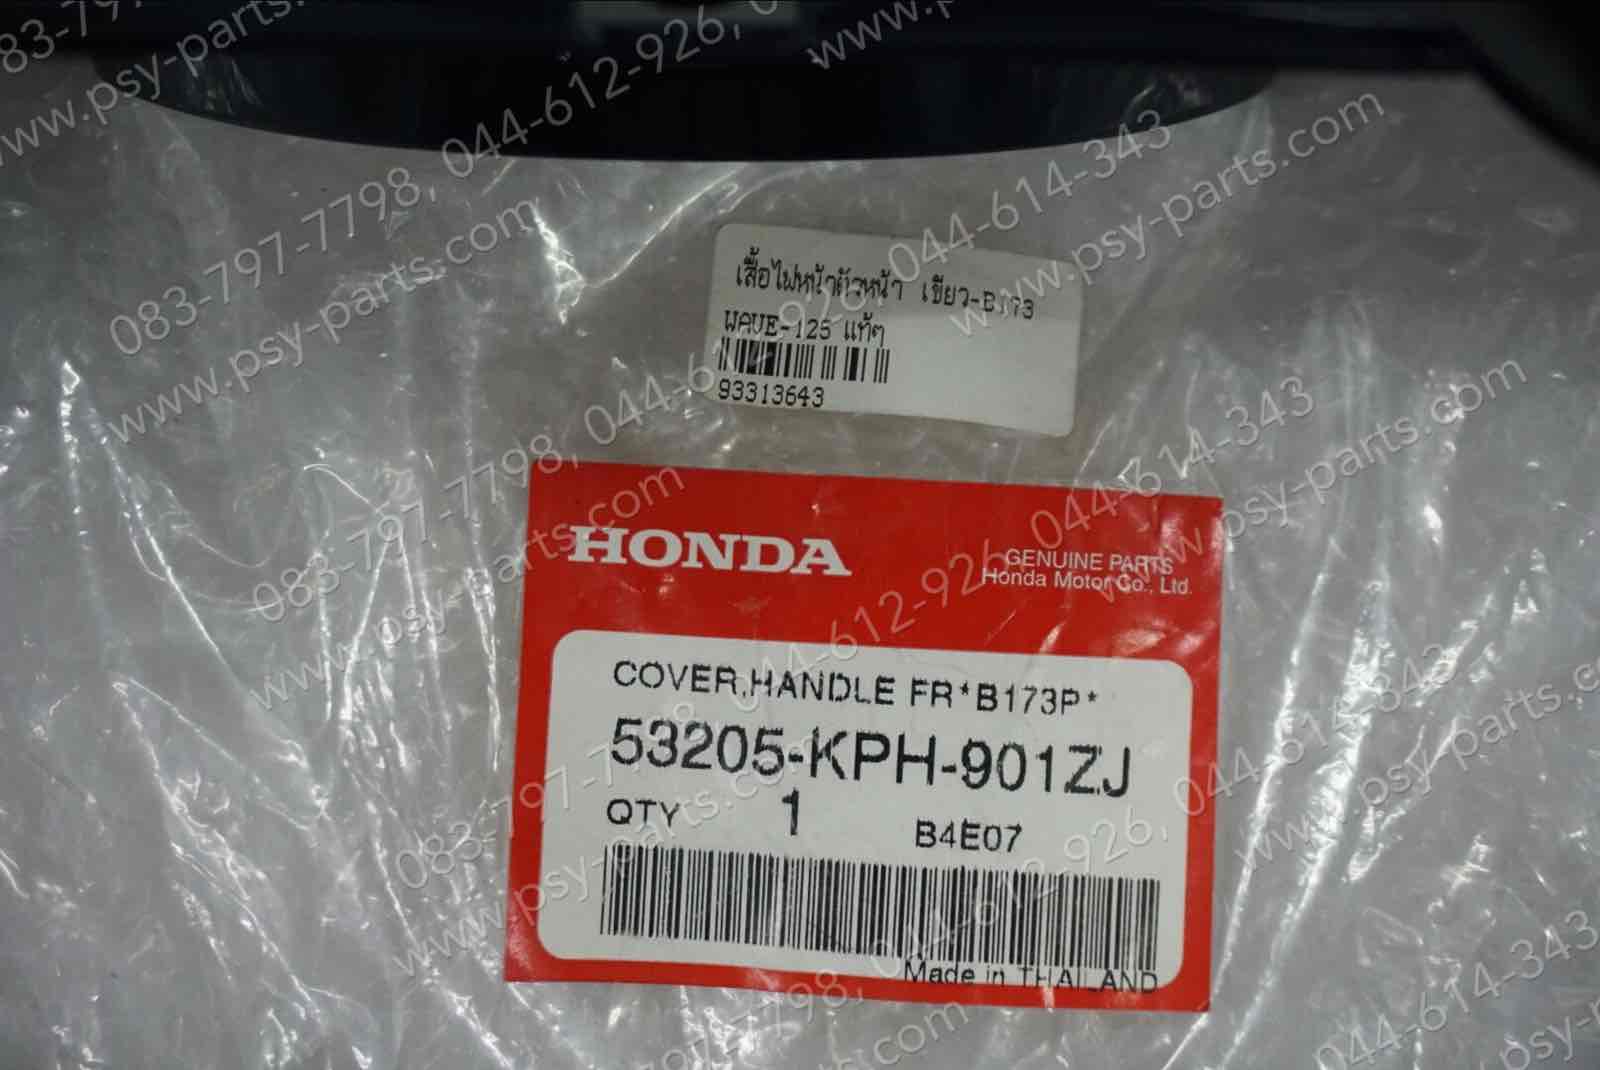 เสื้อไฟหน้าตัวหน้า เขียว-B173
WAVE-125 แท้ๆ
93313643
HONDA
GENUINE PARTS
Honda Motor Co., Ltd.
COVER,HANDLE FR*B173P*
53205-KPH-901ZJ
QTY 1 B4E07
Made in THAILAND
083-797-7798, 044-612-926, 044-614-343
www.psy-parts.com